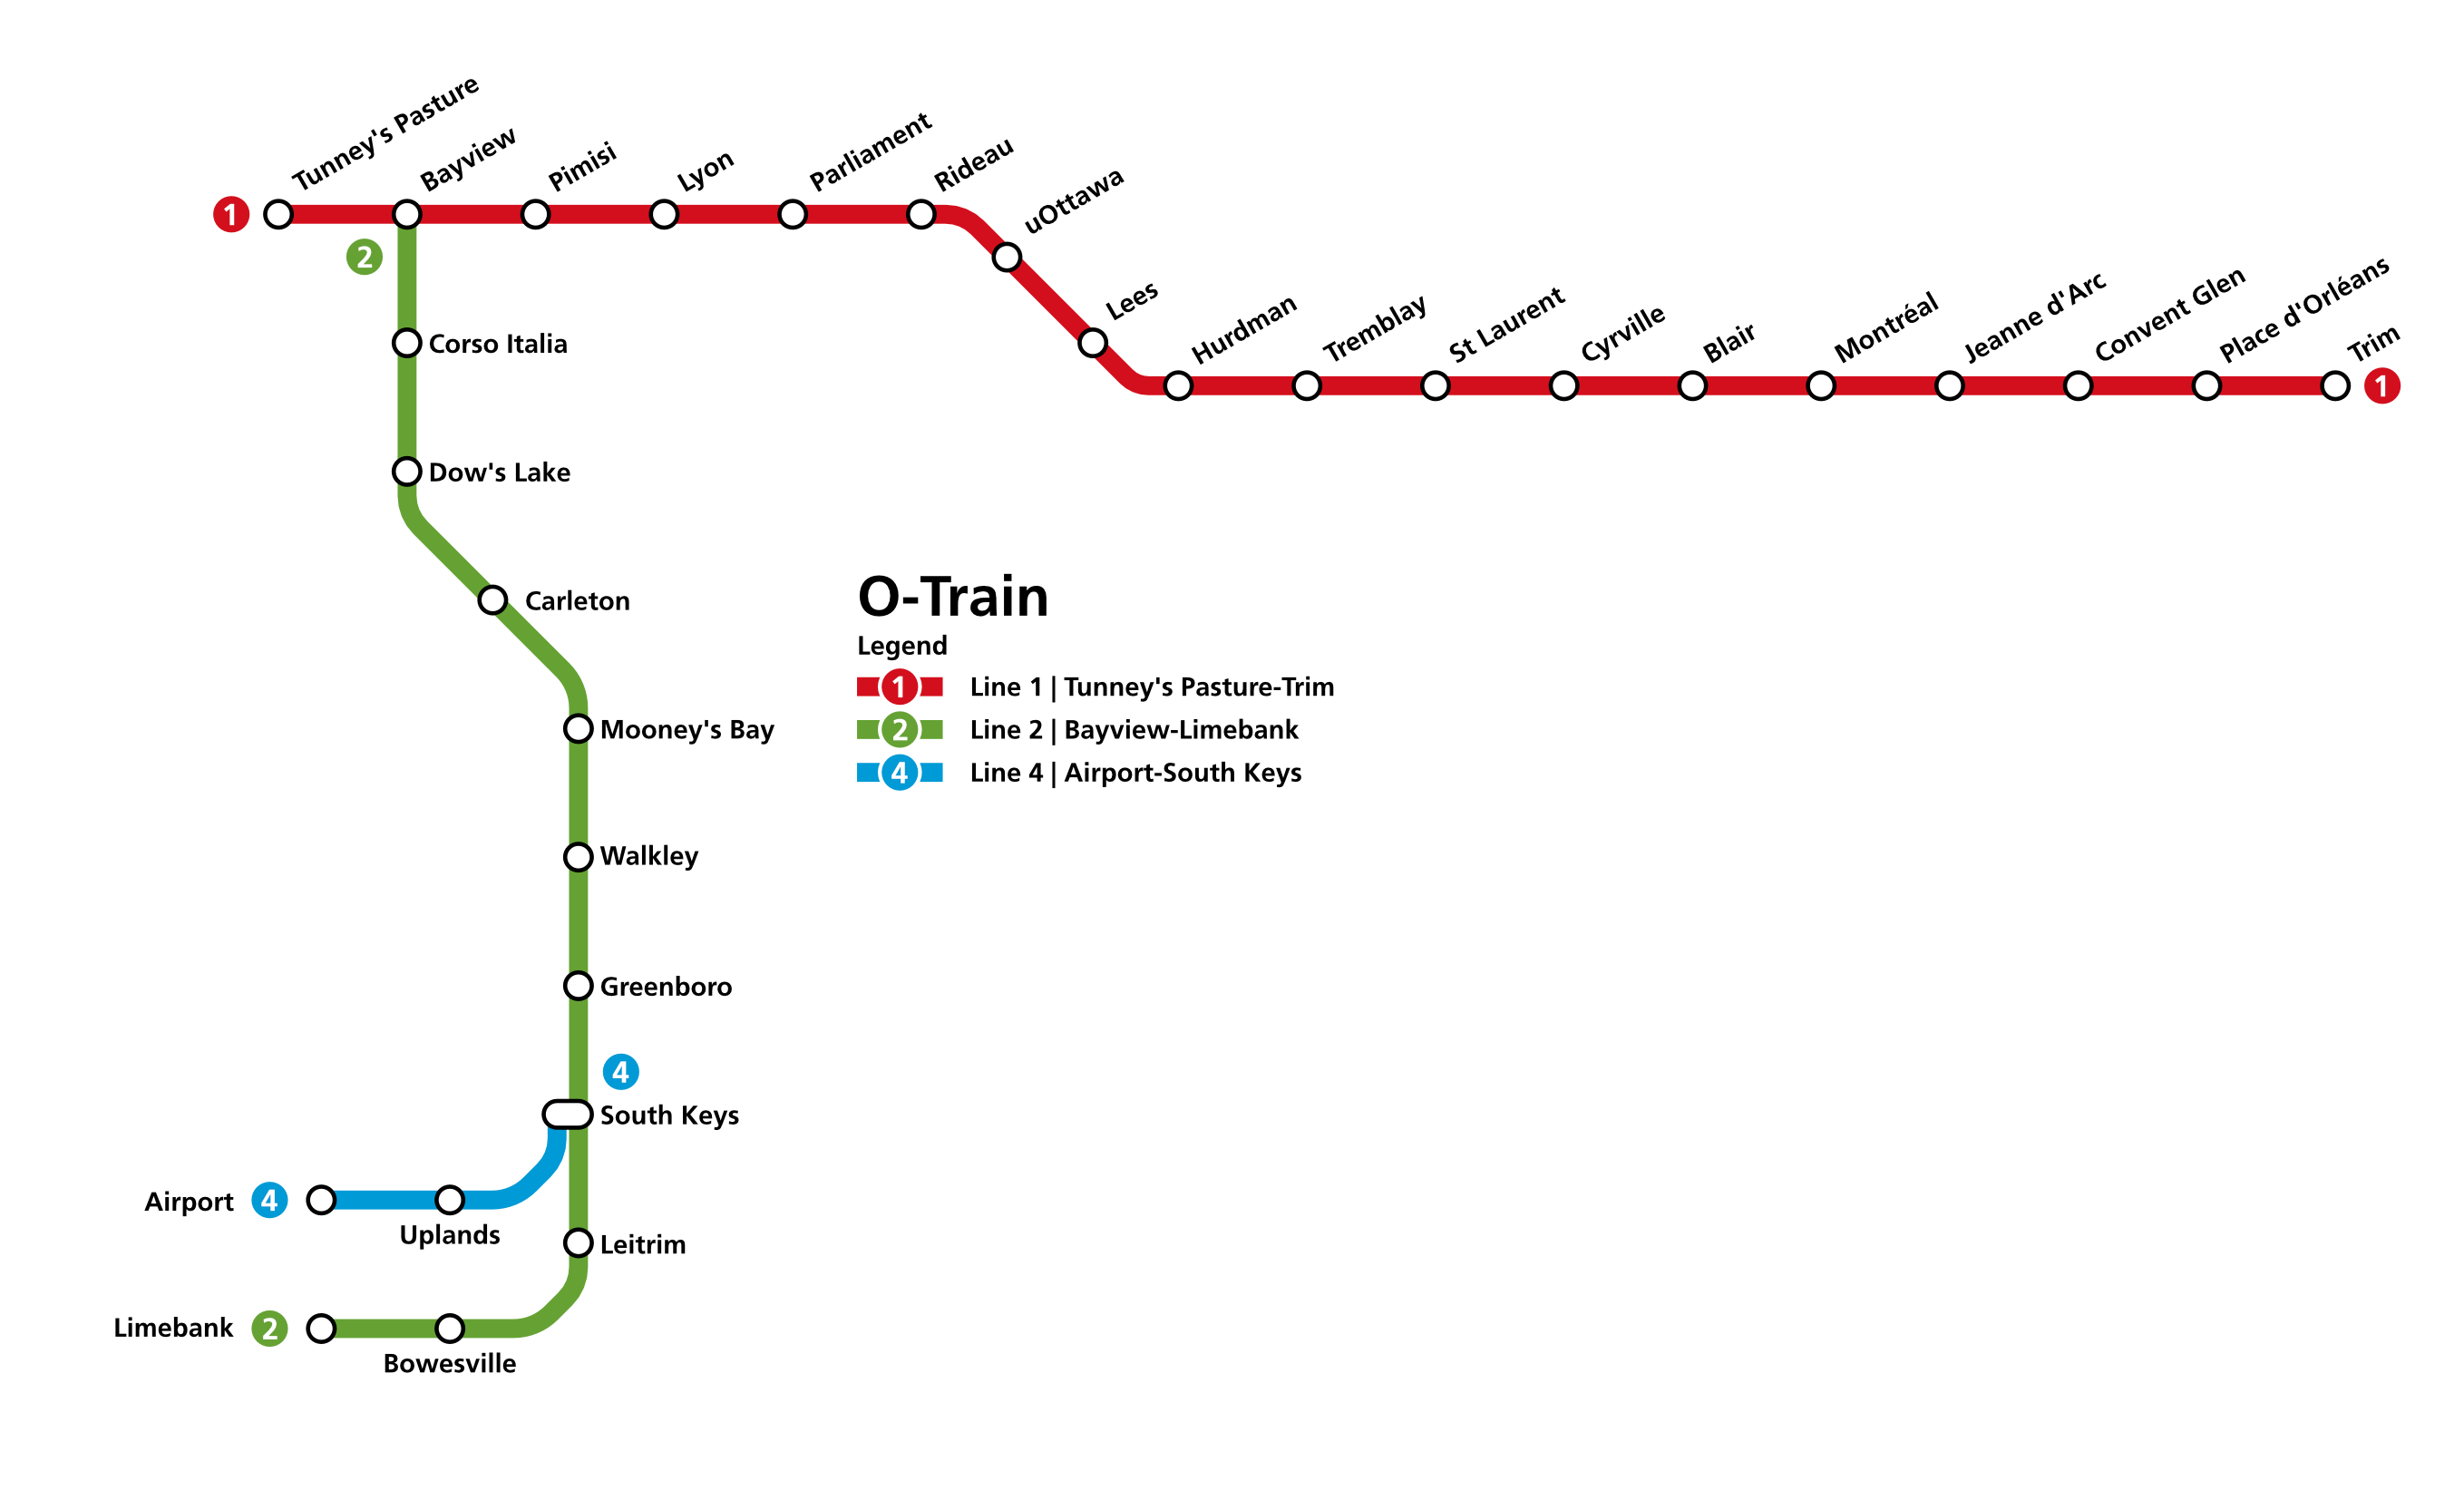 Tunney's Pasture
Bayview
Pimisi
Lyon
Parliament
Rideau
uOttawa
Lees
Hurdman
Tremblay
St Laurent
Cyrville
Blair
Montréal
Jeanne d'Arc
Convent Glen
Place d'Orléans
Trim
1
1
2
Corso Italia
Dow's Lake
Carleton
Mooney's Bay
Walkley
Greenboro
4
South Keys
Airport 4
Uplands
Leitrim
Limebank 2
Bowesville
O-Train
Legend
1 Line 1 | Tunney's Pasture-Trim
2 Line 2 | Bayview-Limebank
4 Line 4 | Airport-South Keys